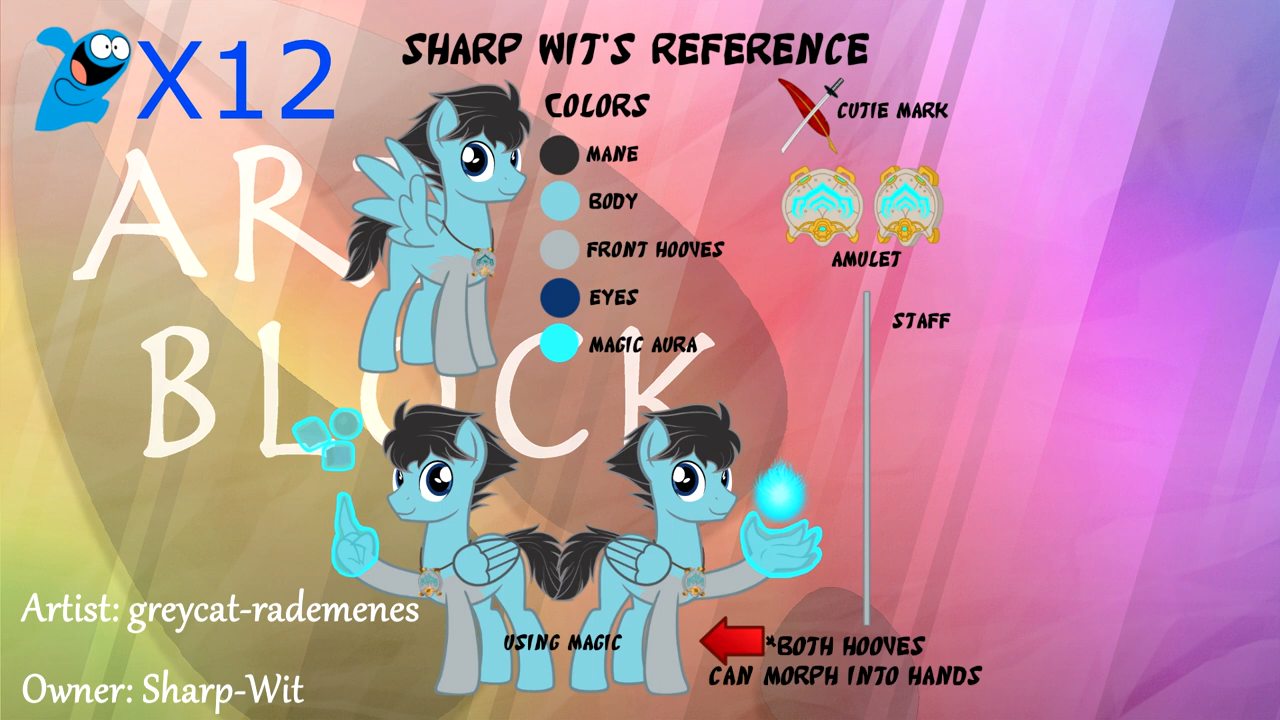 X12
SHARP WIT'S REFERENCE
COLORS
MANE
BODY
FRONT HOOVES
EYES
MAGIC AURA
CUTIE MARK
AMULET
STAFF
AR
BLOCK
USING MAGIC
*BOTH HOOVES
CAN MORPH INTO HANDS
Artist: greycat-rademenes
Owner: Sharp-Wit